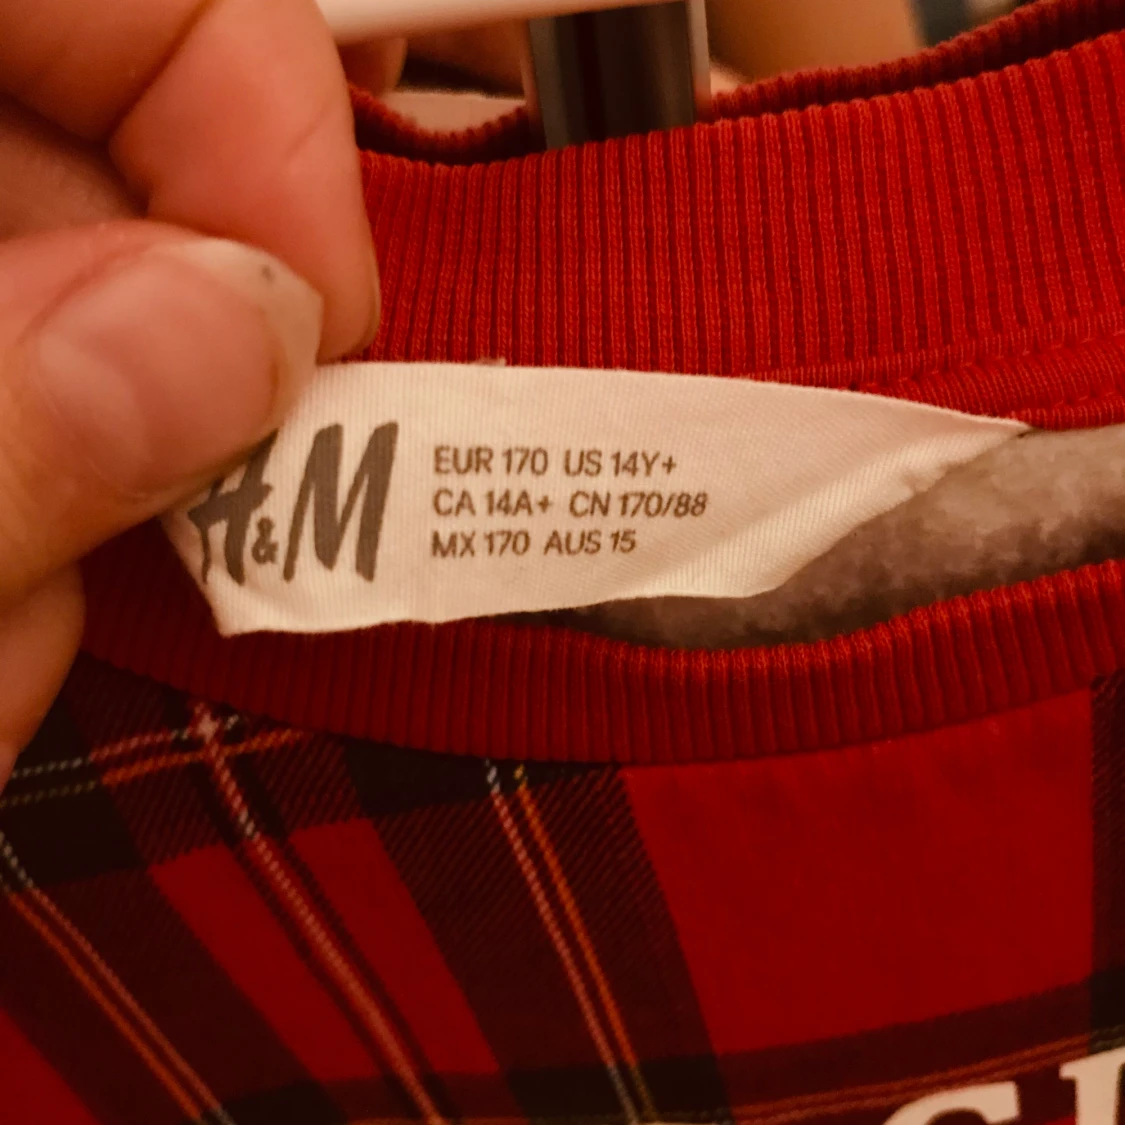 H&M
EUR 170 US 14Y+
CA 14A+ CN 170/88
MX 170 AUS 15